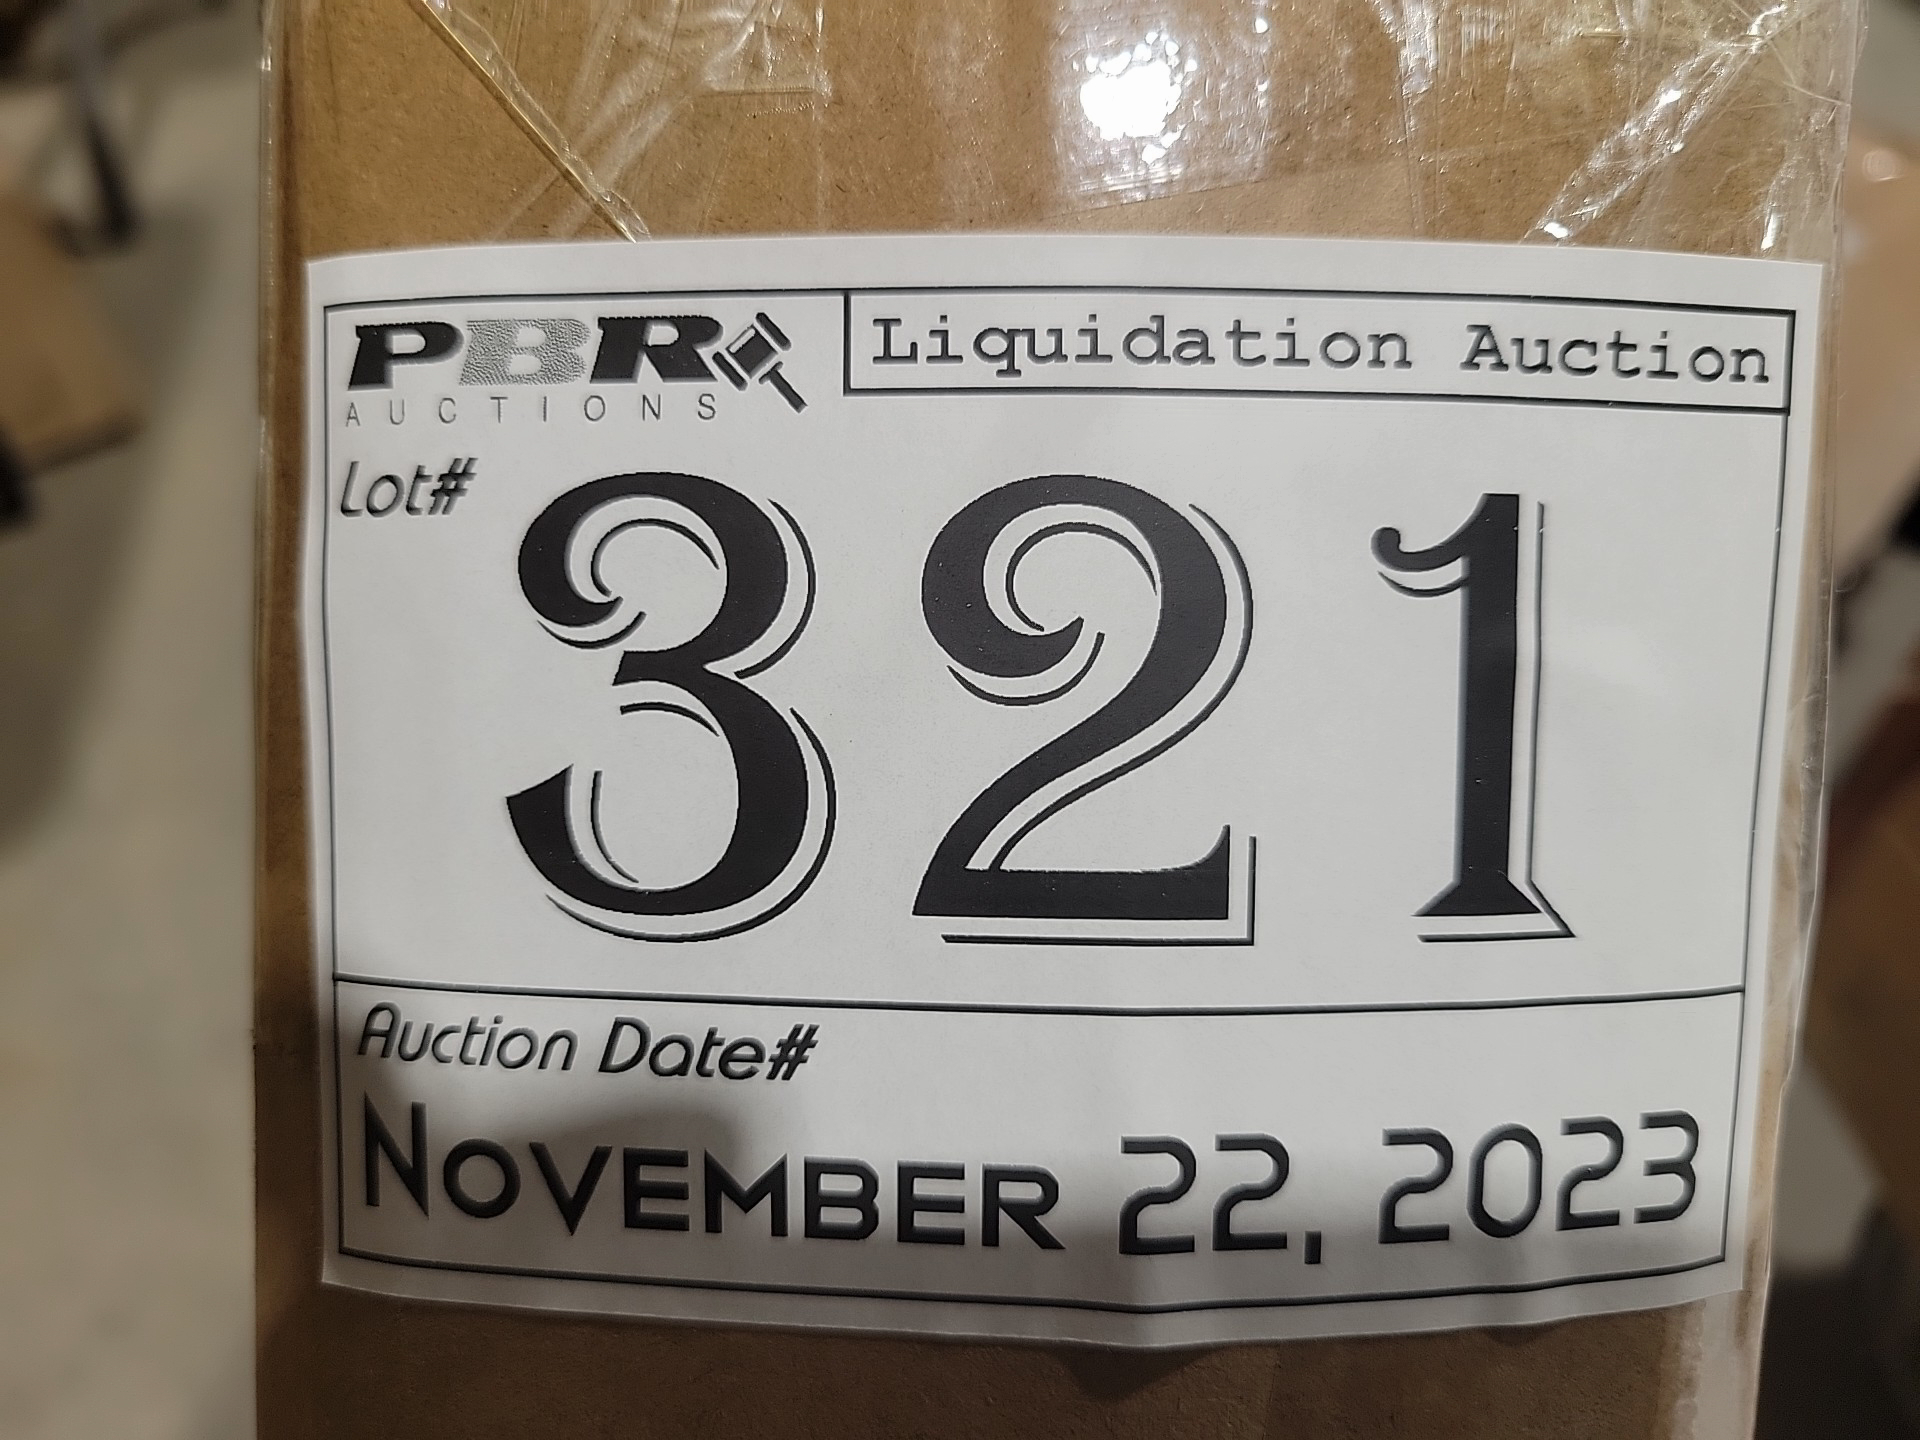 PBR
AUCTIONS
Liquidation Auction
Lot#
321
Auction Date#
NOVEMBER 22, 2023